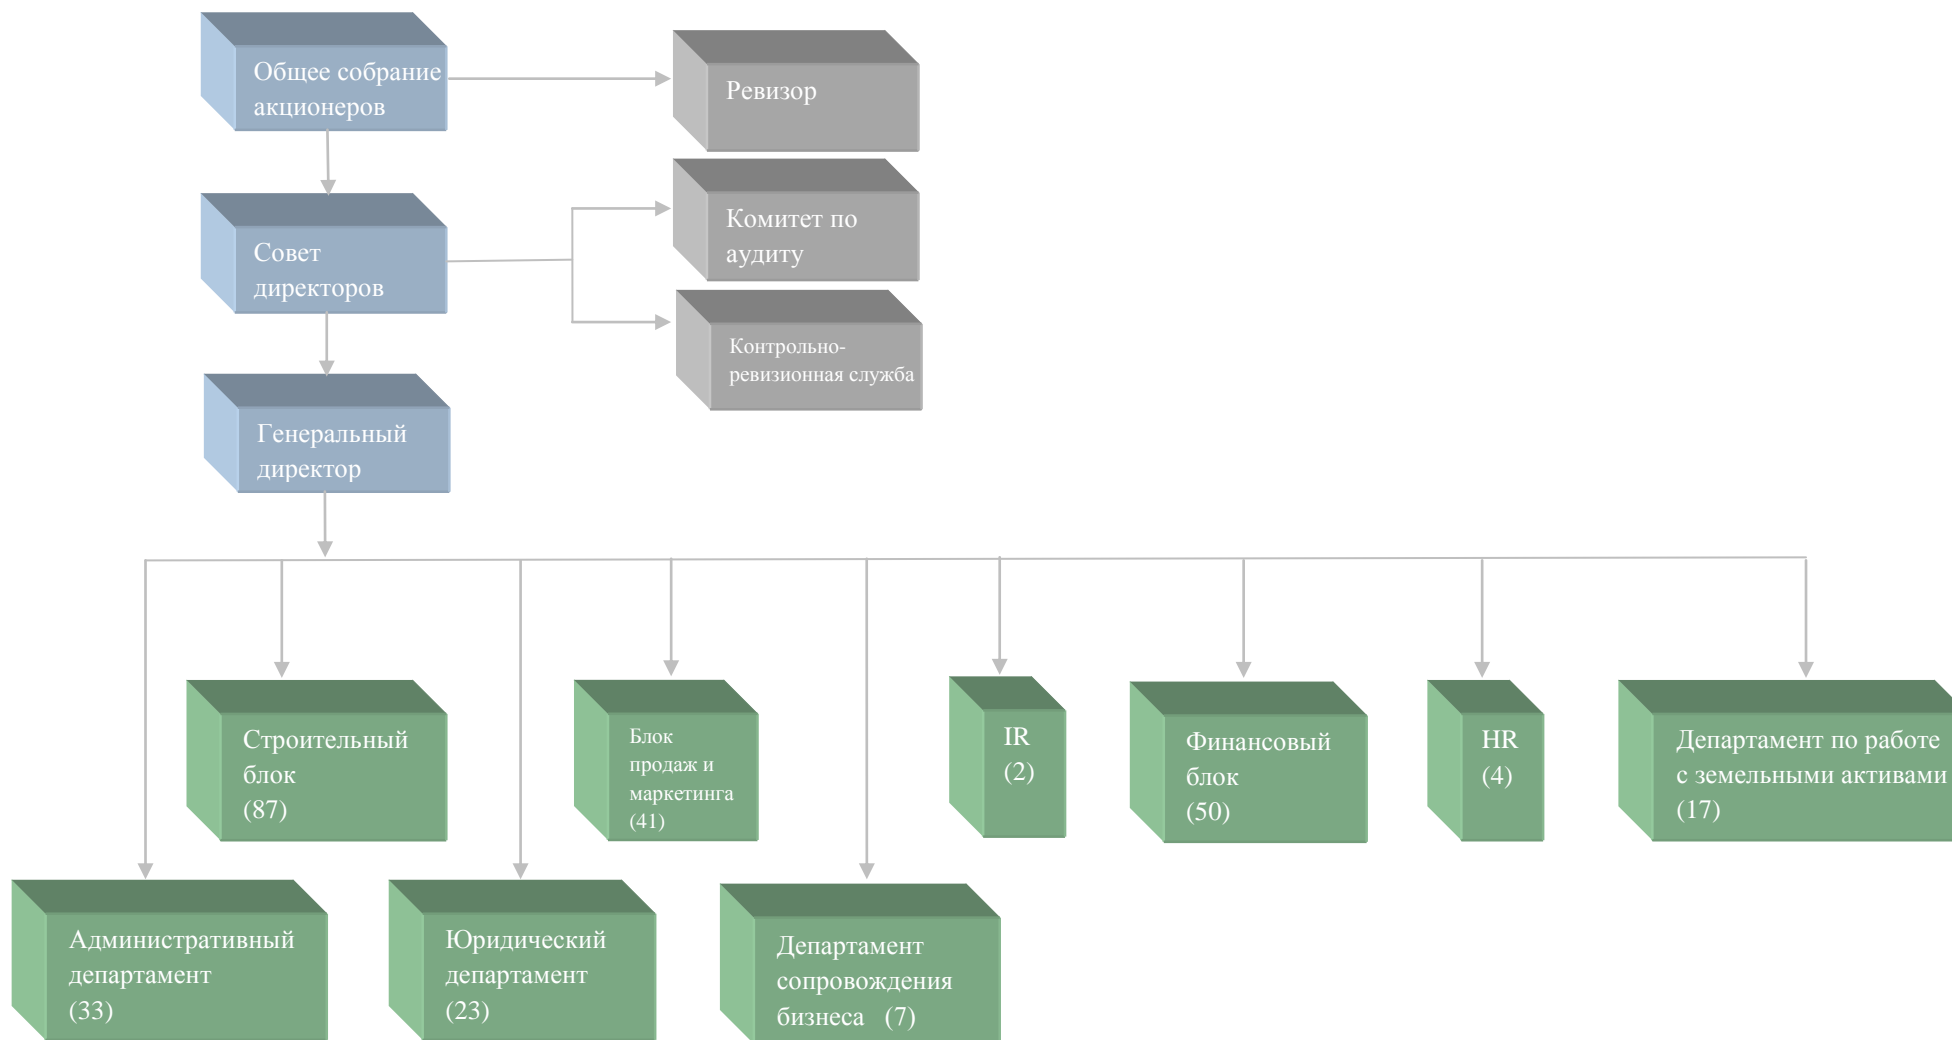 Общее собрание
акционеров
Ревизор
Комитет по
аудиту
Совет
директоров
Контрольно-
ревизионная служба
Генеральный
директор
Строительный
блок
(87)
Блок
продаж и
маркетинга
(41)
IR
(2)
Финансовый
блок
(50)
HR
(4)
Департамент по работе
с земельными активами
(17)
Административный
департамент
(33)
Юридический
департамент
(23)
Департамент
сопровождения
бизнеса (7)